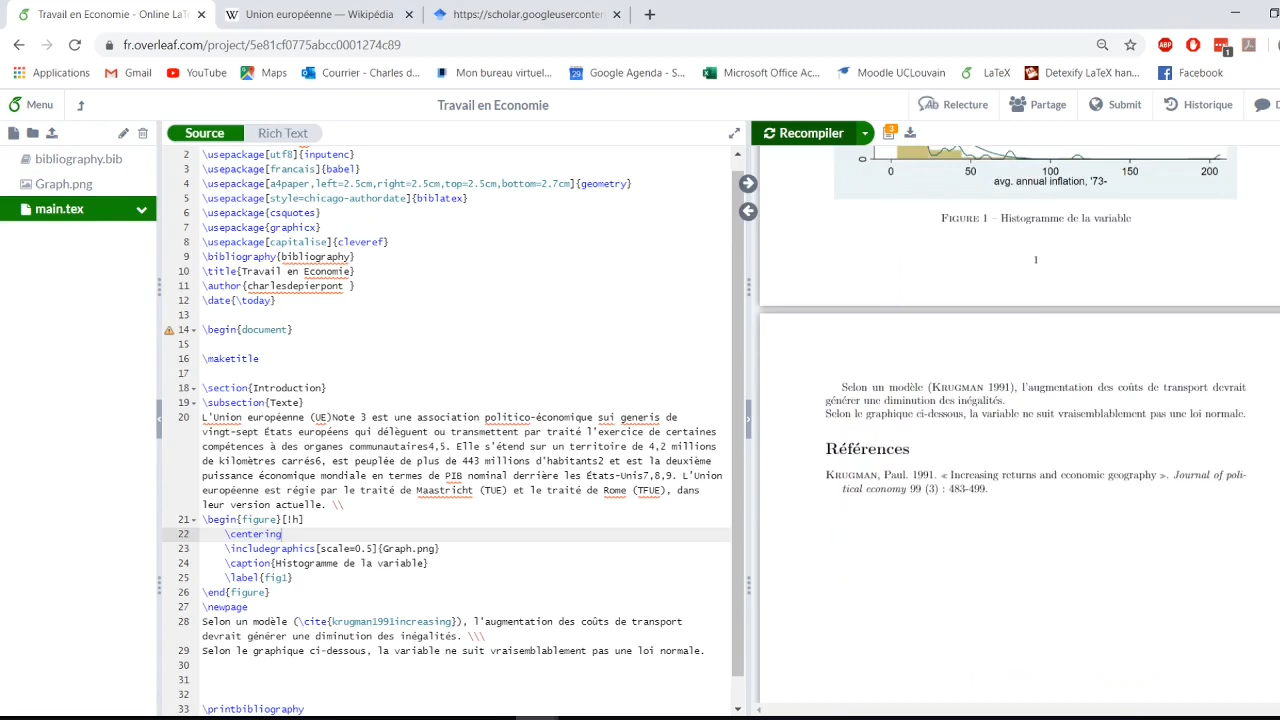 Travail en Economie - Online LaTe
Union européenne — Wikipédia
https://scholar.googleusercontent
fr.overleaf.com/project/5e81cf0775abcc0001274c89
ABP
1
Applications
Gmail
YouTube
Maps
Courrier - Charles d...
Mon bureau virtuel...
29
Google Agenda - S...
Microsoft Office Ac...
Moodle UCLouvain
LaTeX
Detexify LaTeX han...
Facebook
Menu
Travail en Economie
Relecture
Partage
Submit
Historique
Source
Rich Text
Recompiler
3
bibliography.bib
Graph.png
main.tex
2 \usepackage[utf8]{inputenc}
3 \usepackage[francais]{babel}
4 \usepackage[a4paper,left=2.5cm,right=2.5cm,top=2.5cm,bottom=2.7cm]{geometry}
5 \usepackage[style=chicago-authordate]{biblatex}
6 \usepackage{csquotes}
7 \usepackage{graphicx}
8 \usepackage[capitalise]{cleveref}
9 \bibliography{bibliography}
10 \title{Travail en Economie}
11 \author{charlesdepierpont }
12 \date{\today}
13
14 \begin{document}
15
16 \maketitle
17
18 \section{Introduction}
19 \subsection{Texte}
20 L'Union européenne (UE)Note 3 est une association politico-économique sui generis de
vingt-sept États européens qui délèguent ou transmettent par traité l'exercice de certaines
compétences à des organes communautaires4,5. Elle s'étend sur un territoire de 4,2 millions
de kilomètres carrés6, est peuplée de plus de 443 millions d'habitants2 et est la deuxième
puissance économique mondiale en termes de PIB nominal derrière les États-Unis7,8,9. L'Union
européenne est régie par le traité de Maastricht (TUE) et le traité de Rome (TFUE), dans
leur version actuelle. \\
21 \begin{figure}[!h]
22 \centering
23 \includegraphics[scale=0.5]{Graph.png}
24 \caption{Histogramme de la variable}
25 \label{fig1}
26 \end{figure}
27 \newpage
28 Selon un modèle (\cite{krugman1991increasing}), l'augmentation des coûts de transport
devrait générer une diminution des inégalités. \\\
29 Selon le graphique ci-dessous, la variable ne suit vraisemblablement pas une loi normale.
30
31
32
33 \printbibliography
0
0 50 100 150 200
avg. annual inflation, '73-
FIGURE 1 – Histogramme de la variable
1
Selon un modèle (KRUGMAN 1991), l'augmentation des coûts de transport devrait
générer une diminution des inégalités.
Selon le graphique ci-dessous, la variable ne suit vraisemblablement pas une loi normale.
Références
KRUGMAN, Paul. 1991. « Increasing returns and economic geography ». Journal of poli-
tical economy 99 (3) : 483-499.